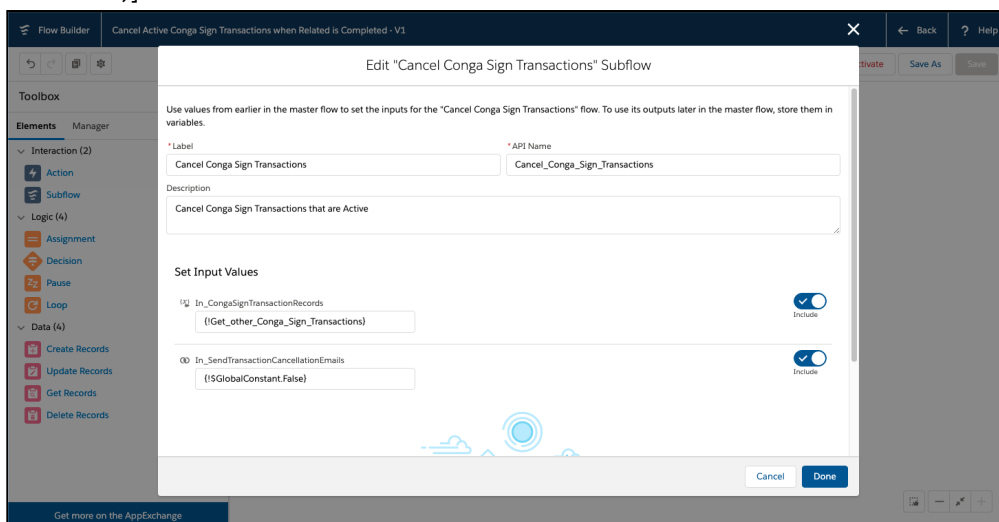 Flow Builder
Cancel Active Conga Sign Transactions when Related is Completed - V1
Back
? Help
Save As
Save
Toolbox
Elements Manager
Interaction (2)
Action
Subflow
Logic (4)
Assignment
Decision
Pause
Loop
Data (4)
Create Records
Update Records
Get Records
Delete Records
Get more on the AppExchange
Edit "Cancel Conga Sign Transactions" Subflow
Use values from earlier in the master flow to set the inputs for the "Cancel Conga Sign Transactions" flow. To use its outputs later in the master flow, store them in
variables.
*Label
Cancel Conga Sign Transactions
*API Name
Cancel_Conga_Sign_Transactions
Description
Cancel Conga Sign Transactions that are Active
Set Input Values
In_CongaSignTransactionRecords
{!Get_other_Conga_Sign_Transactions}
Include
In_SendTransactionCancellationEmails
{!$GlobalConstant.False}
Include
Cancel
Done